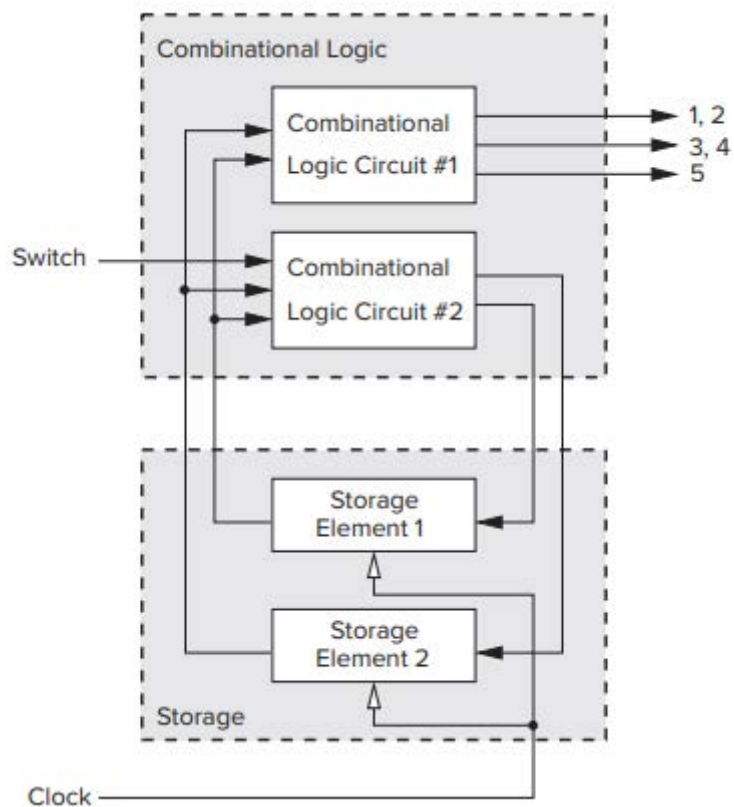 Combinational Logic
Combinational
Logic Circuit #1
1, 2
3, 4
5
Switch
Combinational
Logic Circuit #2
Storage
Element 1
Storage
Element 2
Storage
Clock